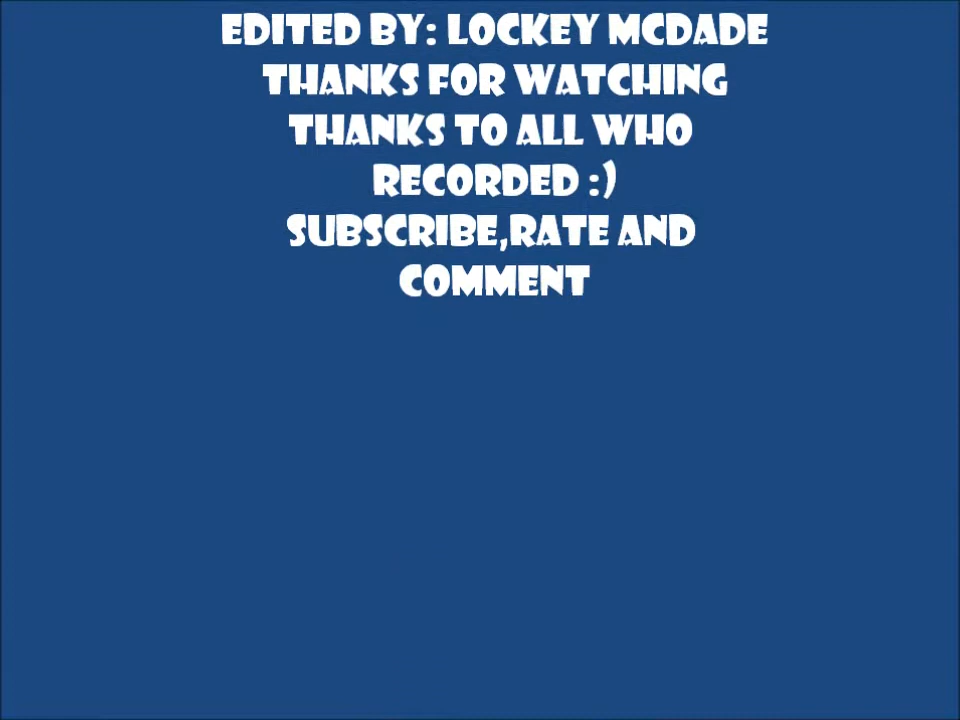 EDITED BY: LOCKEY MCDADE
THANKS FOR WATCHING
THANKS TO ALL WHO
RECORDED :)
SUBSCRIBE,RATE AND
COMMENT